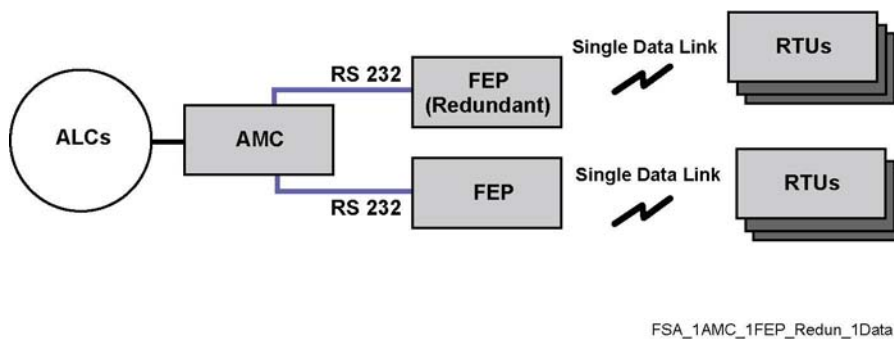 ALCs
AMC
RS 232
FEP
(Redundant)
Single Data Link
RTUs
RS 232
FEP
Single Data Link
RTUs
FSA_1AMC_1FEP_Redun_1Data